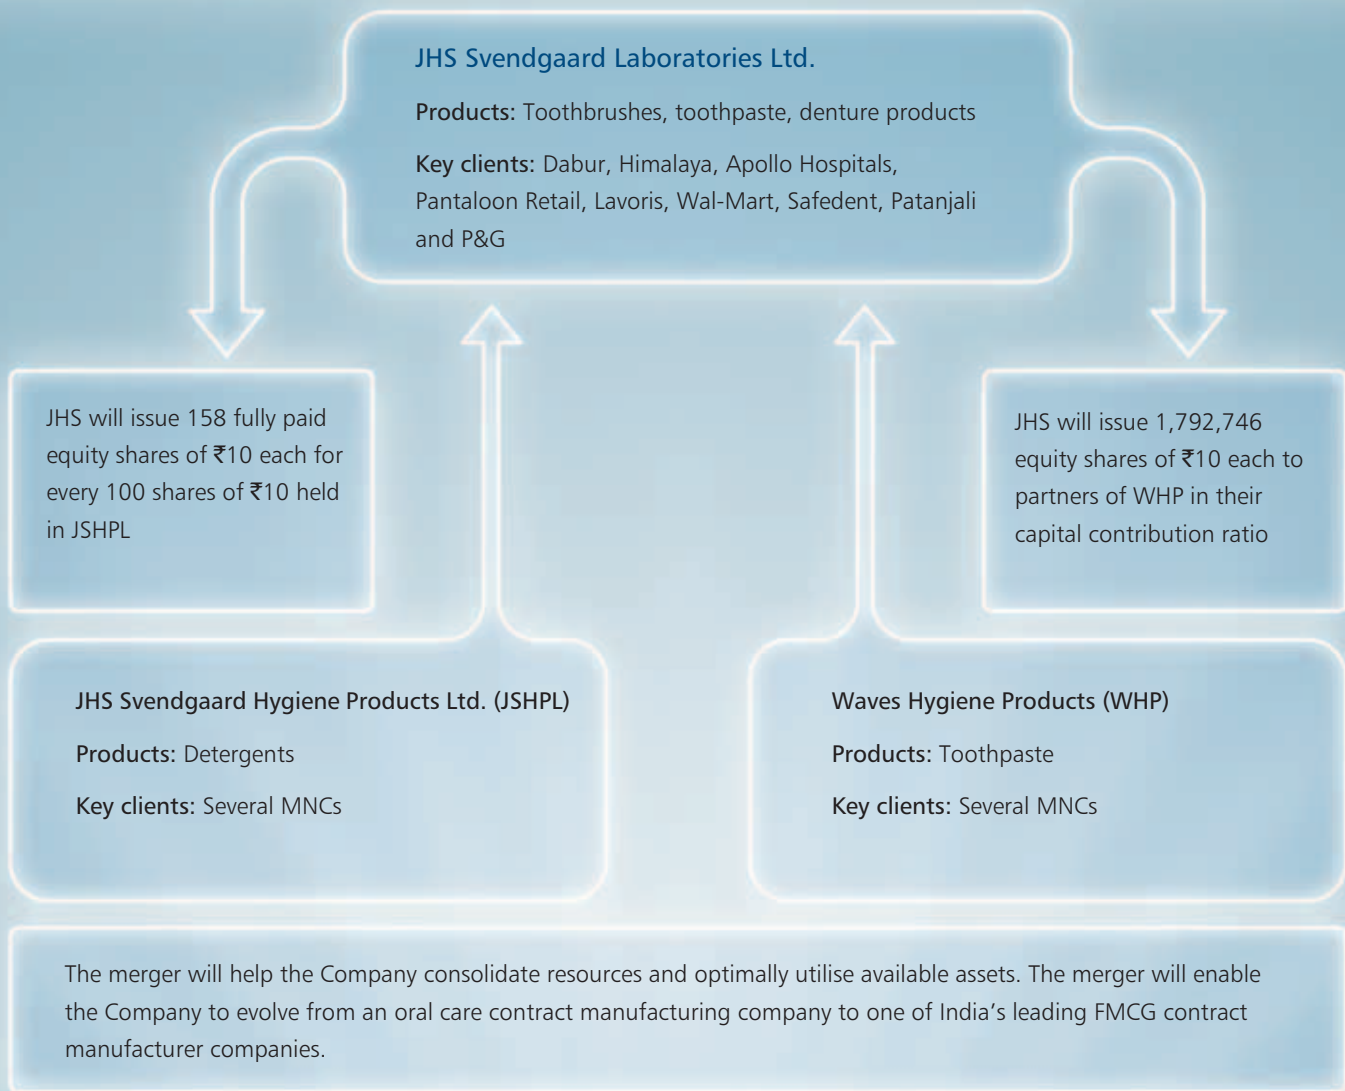 JHS Svendgaard Laboratories Ltd.
Products: Toothbrushes, toothpaste, denture products
Key clients: Dabur, Himalaya, Apollo Hospitals,
Pantaloon Retail, Lavoris, Wal-Mart, Safedent, Patanjali
and P&G
JHS will issue 158 fully paid
equity shares of ₹10 each for
every 100 shares of ₹10 held
in JSHPL
JHS will issue 1,792,746
equity shares of ₹10 each to
partners of WHP in their
capital contribution ratio
JHS Svendgaard Hygiene Products Ltd. (JSHPL)
Products: Detergents
Key clients: Several MNCs
Waves Hygiene Products (WHP)
Products: Toothpaste
Key clients: Several MNCs
The merger will help the Company consolidate resources and optimally utilise available assets. The merger will enable
the Company to evolve from an oral care contract manufacturing company to one of India's leading FMCG contract
manufacturer companies.